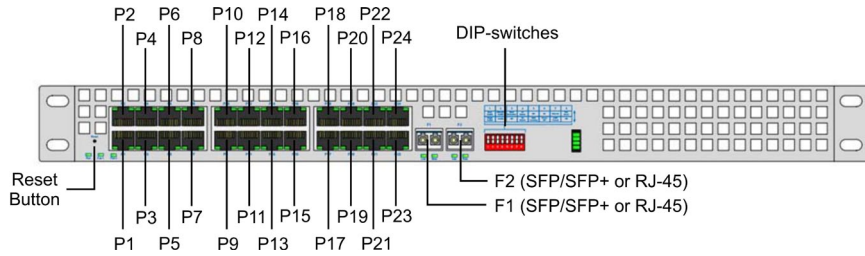 P2 P6 P10 P14 P18 P22
P4 P8 P12 P16 P20 P24
DIP-switches
Reset
Button
F2 (SFP/SFP+ or RJ-45)
F1 (SFP/SFP+ or RJ-45)
P3 P7 P11 P15 P19 P23
P1 P5 P9 P13 P17 P21